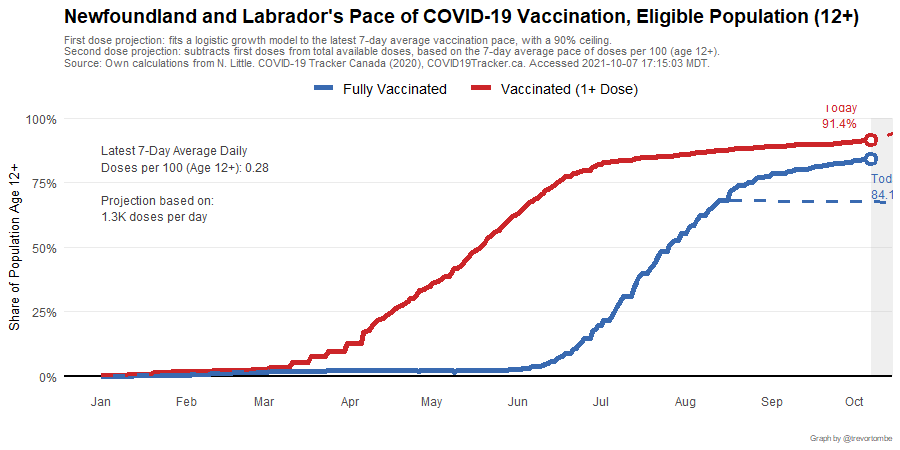 Newfoundland and Labrador's Pace of COVID-19 Vaccination, Eligible Population (12+)
First dose projection: fits a logistic growth model to the latest 7-day average vaccination pace, with a 90% ceiling.
Second dose projection: subtracts first doses from total available doses, based on the 7-day average pace of doses per 100 (age 12+).
Source: Own calculations from N. Little. COVID-19 Tracker Canada (2020), COVID19Tracker.ca. Accessed 2021-10-07 17:15:03 MDT.
Fully Vaccinated
Vaccinated (1+ Dose)
Today
91.4%
100%
Latest 7-Day Average Daily
Doses per 100 (Age 12+): 0.28
Projection based on:
1.3K doses per day
Tod
84.1
75%
50%
25%
0%
Share of Population Age 12+
Jan
Feb
Mar
Apr
May
Jun
Jul
Aug
Sep
Oct
Graph by @trevortombe